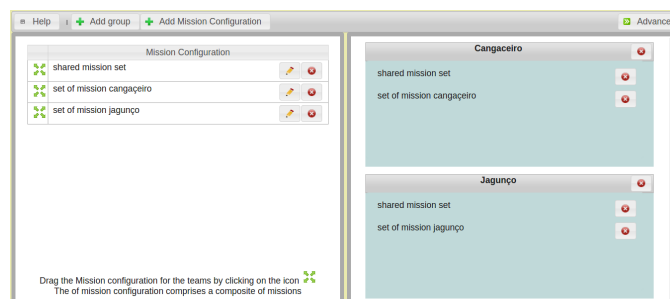 Help
Add group
Add Mission Configuration
Advance
Mission Configuration
shared mission set
set of mission cangaçeiro
set of mission jagunço
Drag the Mission configuration for the teams by clicking on the icon
The of mission configuration comprises a composite of missions
Cangaceiro
shared mission set
set of mission cangaçeiro
Jagunço
shared mission set
set of mission jagunço